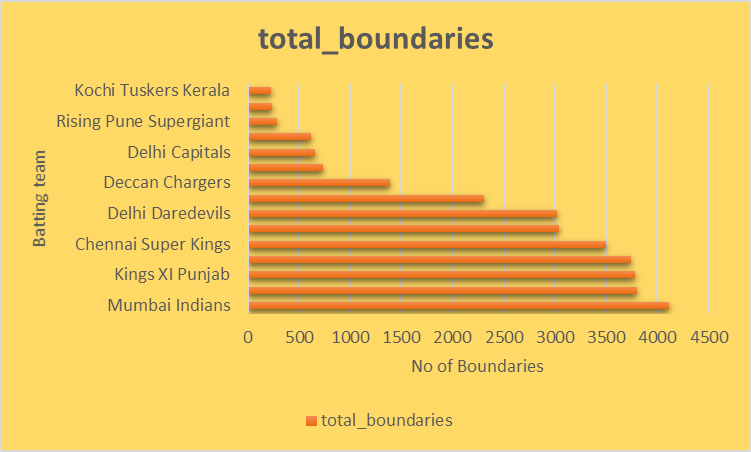 total_boundaries
Kochi Tuskers Kerala
Rising Pune Supergiant
Delhi Capitals
Deccan Chargers
Delhi Daredevils
Chennai Super Kings
Kings XI Punjab
Mumbai Indians
Batting team
0 500 1000 1500 2000 2500 3000 3500 4000 4500
No of Boundaries
total_boundaries